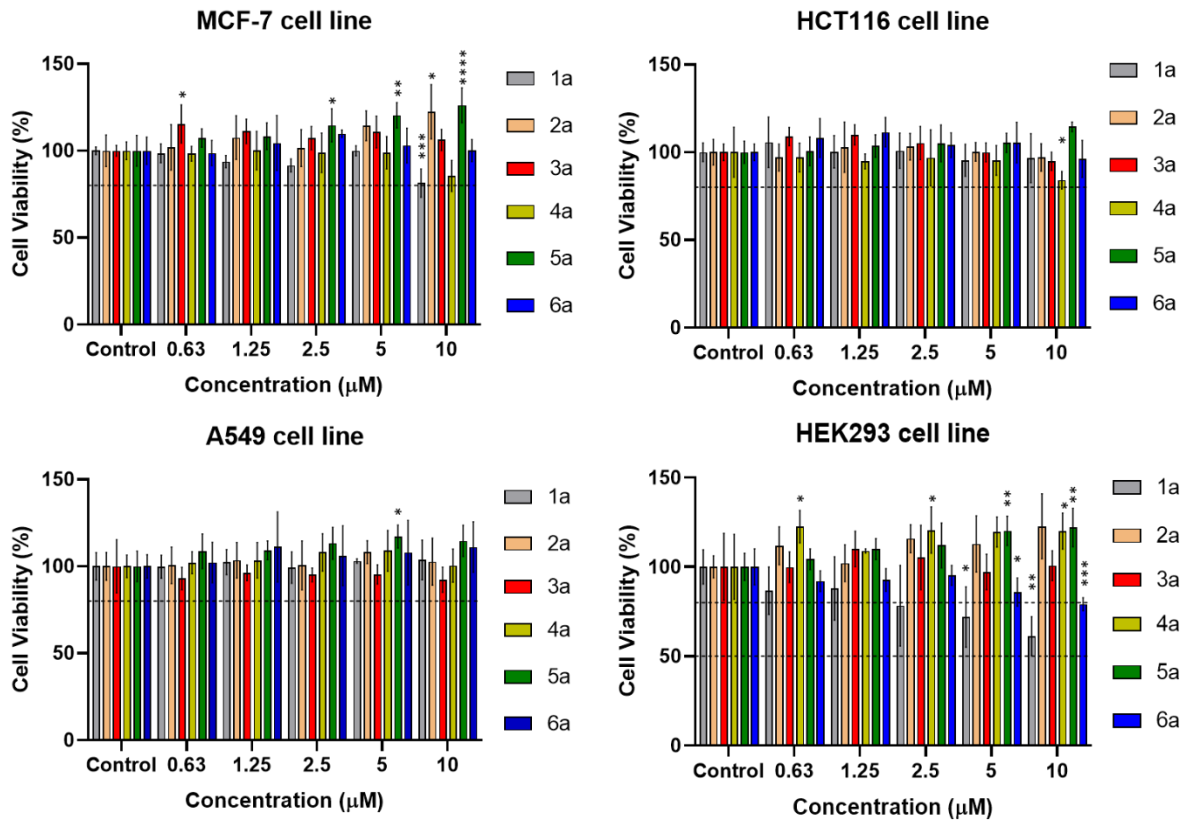 MCF-7 cell line
Cell Viability (%)
150
100
50
0
*
*
**
***
*
****
Control 0.63 1.25 2.5 5 10
Concentration (μM)
1a
2a
3a
4a
5a
6a
HCT116 cell line
Cell Viability (%)
150
100
50
0
*
Control 0.63 1.25 2.5 5 10
Concentration (μM)
1a
2a
3a
4a
5a
6a
A549 cell line
Cell Viability (%)
150
100
50
0
*
Control 0.63 1.25 2.5 5 10
Concentration (μM)
1a
2a
3a
4a
5a
6a
HEK293 cell line
Cell Viability (%)
150
100
50
0
*
*
*
**
*
**
*
**
***
Control 0.63 1.25 2.5 5 10
Concentration (μM)
1a
2a
3a
4a
5a
6a